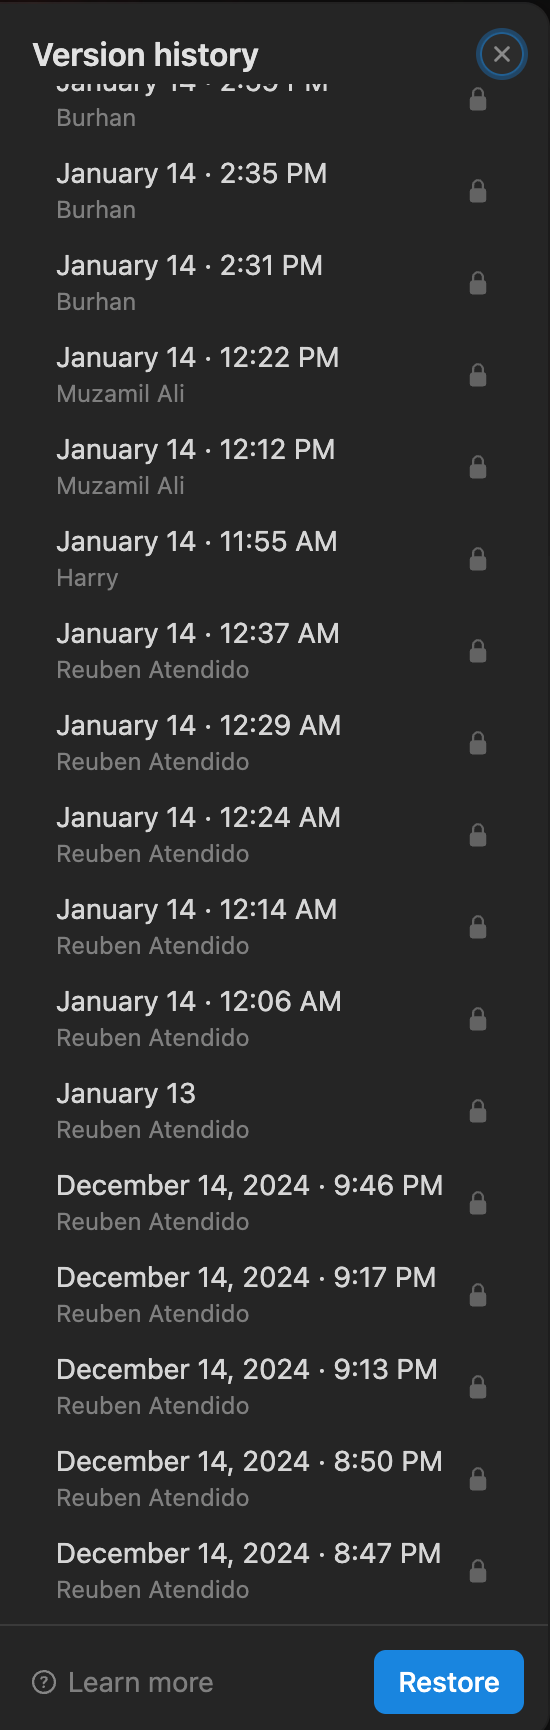 Version history
January 14 · 2:39 PM
Burhan
January 14 · 2:35 PM
Burhan
January 14 · 2:31 PM
Burhan
January 14 · 12:22 PM
Muzamil Ali
January 14 · 12:12 PM
Muzamil Ali
January 14 · 11:55 AM
Harry
January 14 · 12:37 AM
Reuben Atendido
January 14 · 12:29 AM
Reuben Atendido
January 14 · 12:24 AM
Reuben Atendido
January 14 · 12:14 AM
Reuben Atendido
January 14 · 12:06 AM
Reuben Atendido
January 13
Reuben Atendido
December 14, 2024 · 9:46 PM
Reuben Atendido
December 14, 2024 · 9:17 PM
Reuben Atendido
December 14, 2024 · 9:13 PM
Reuben Atendido
December 14, 2024 · 8:50 PM
Reuben Atendido
December 14, 2024 · 8:47 PM
Reuben Atendido
Learn more
Restore